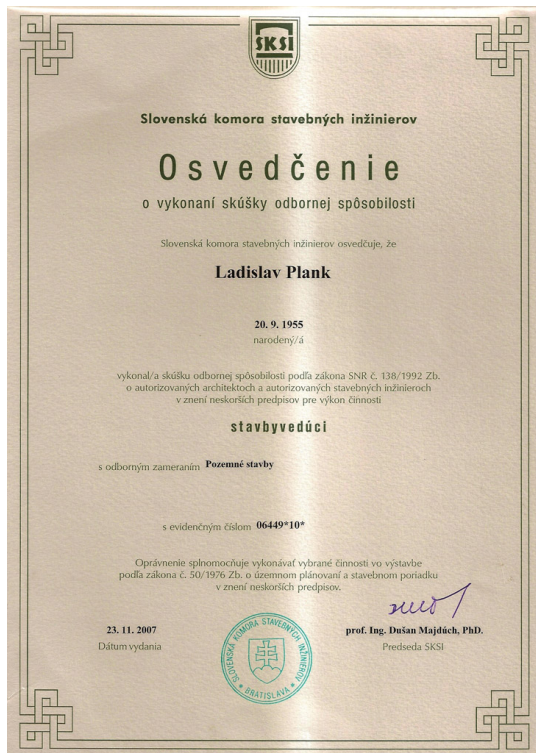 SKSI
Slovenská komora stavebných inžinierov
Osvedčenie
o vykonaní skúšky odbornej spôsobilosti
Slovenská komora stavebných inžinierov osvedčuje, že
Ladislav Plank
20. 9. 1955
narodený/á
vykonal/a skúšku odbornej spôsobilosti podľa zákona SNR č. 138/1992 Zb.
o autorizovaných architektoch a autorizovaných stavebných inžinieroch
v znení neskorších predpisov pre výkon činnosti
stavbyvedúci
s odborným zameraním Pozemné stavby
s evidenčným číslom 06449*10*
Oprávnenie splnomocňuje vykonávať vybrané činnosti vo výstavbe
podľa zákona č. 50/1976 Zb. o územnom plánovaní a stavebnom poriadku
v znení neskorších predpisov.
23. 11. 2007
Dátum vydania
SLOVENSKÁ KOMORA STAVEBNÝCH INŽINIEROV
* BRATISLAVA *
prof. Ing. Dušan Majdúch, PhD.
Predseda SKSI